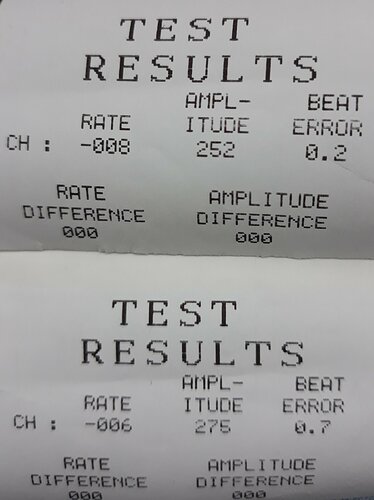 TEST
RESULTS
AMPL- BEAT
RATE ITUDE ERROR
CH : -008 252 0.2
RATE AMPLITUDE
DIFFERENCE DIFFERENCE
000 000
TEST
RESULTS
AMPL- BEAT
RATE ITUDE ERROR
CH : -006 275 0.7
RATE AMPLITUDE
DIFFERENCE DIFFERENCE
000 000